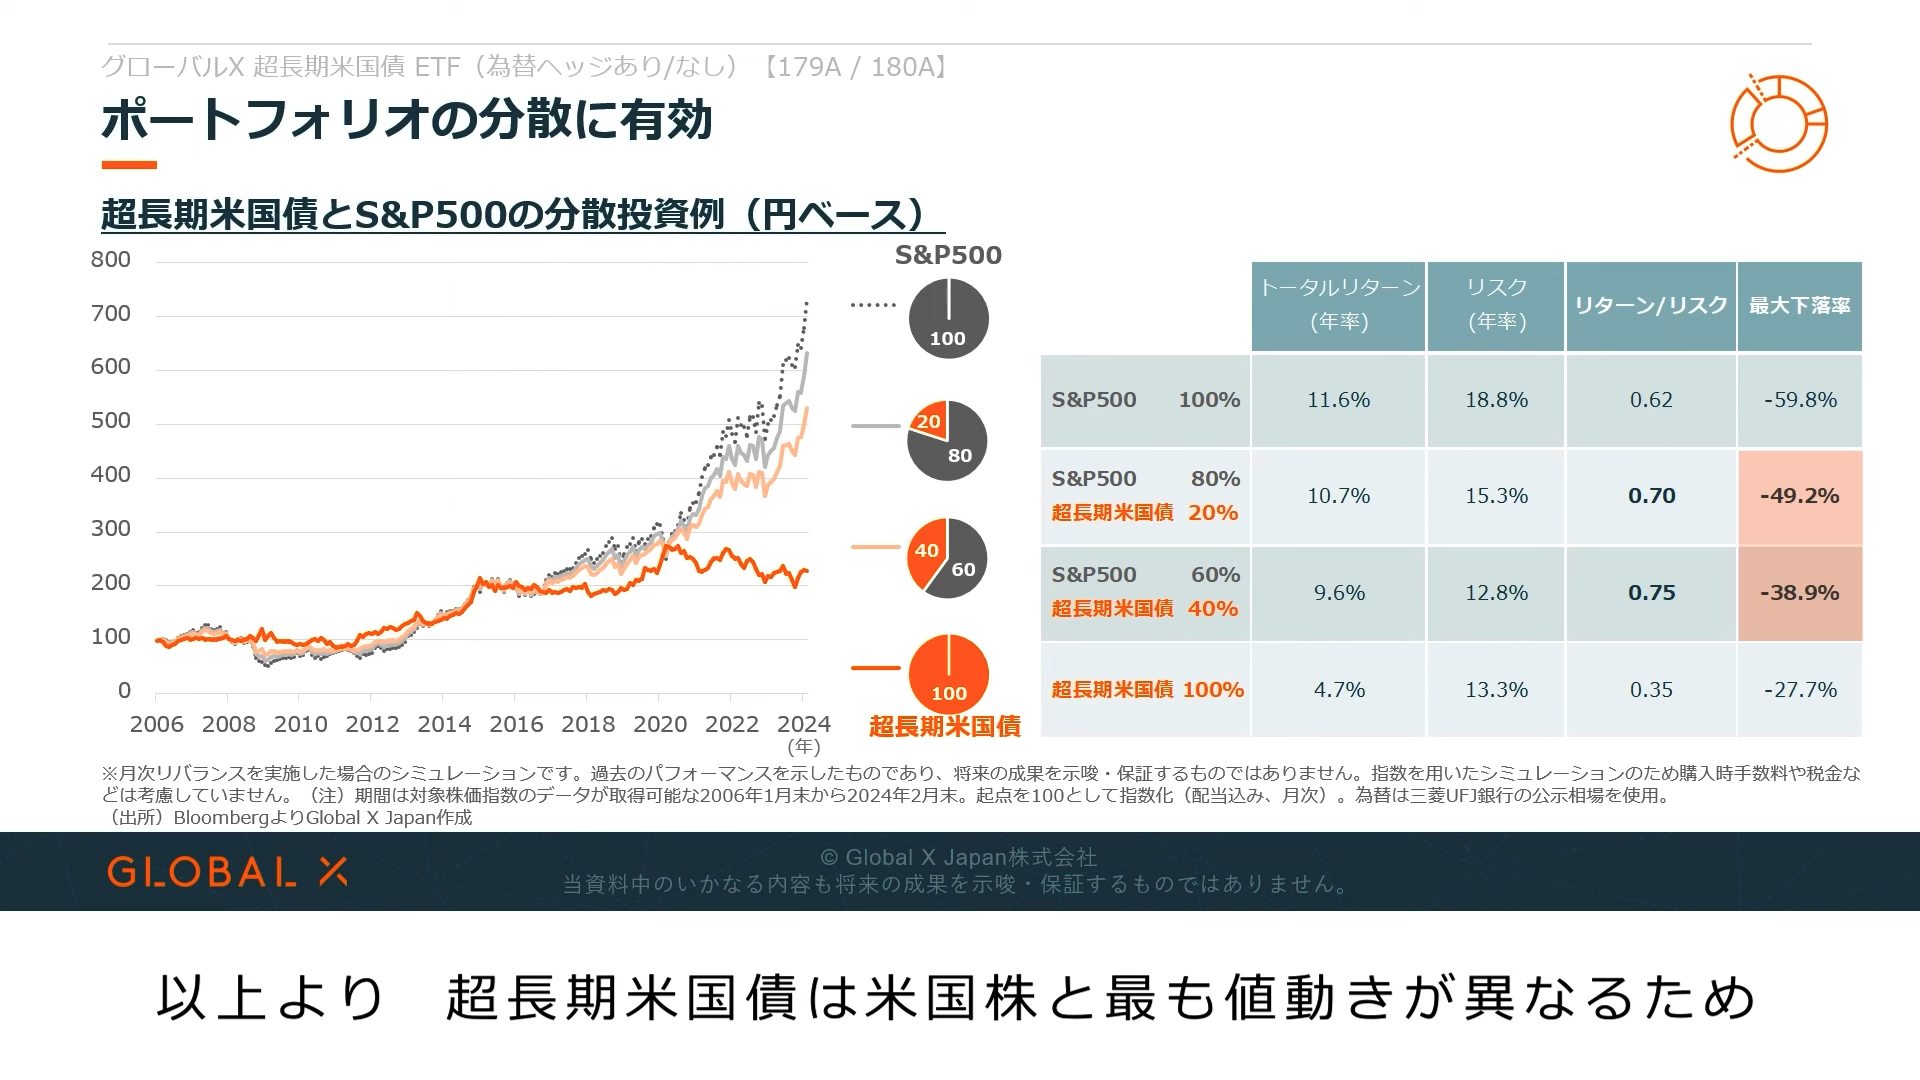 グローバルX 超長期米国債 ETF（為替ヘッジあり/なし）【179A / 180A】
ポートフォリオの分散に有効
超長期米国債とS&P500の分散投資例（円ベース）
800
700
600
500
400
300
200
100
0
2006 2008 2010 2012 2014 2016 2018 2020 2022 2024
(年)
S&P500
100
20
80
40
60
100
超長期米国債
トータルリターン
(年率)
リスク
(年率)
リターン/リスク
最大下落率
S&P500 100% 11.6% 18.8% 0.62 -59.8%
S&P500 80%
超長期米国債 20%
10.7% 15.3% 0.70 -49.2%
S&P500 60%
超長期米国債 40%
9.6% 12.8% 0.75 -38.9%
超長期米国債 100% 4.7% 13.3% 0.35 -27.7%
※月次リバランスを実施した場合のシミュレーションです。過去のパフォーマンスを示したものであり、将来の成果を示唆・保証するものではありません。指数を用いたシミュレーションのため購入時手数料や税金な
どは考慮していません。（注）期間は対象株価指数のデータが取得可能な2006年1月末から2024年2月末。起点を100として指数化（配当込み、月次）。為替は三菱UFJ銀行の公示相場を使用。
（出所）BloombergよりGlobal X Japan作成
GLOBAL X
© Global X Japan株式会社
当資料中のいかなる内容も将来の成果を示唆・保証するものではありません。
以上より　超長期米国債は米国株と最も値動きが異なるため